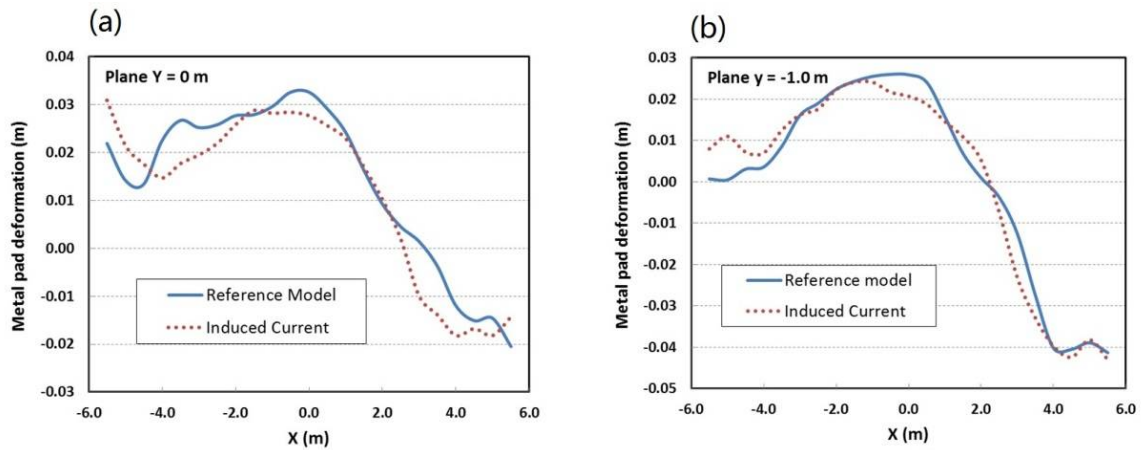 (a)
Plane Y = 0 m
Metal pad deformation (m)
0.04
0.03
0.02
0.01
0.00
-0.01
-0.02
-0.03
Reference Model
Induced Current
-6.0 -4.0 -2.0 0.0 2.0 4.0 6.0
X (m)
(b)
Plane y = -1.0 m
Metal pad deformation (m)
0.03
0.02
0.01
0.00
-0.01
-0.02
-0.03
-0.04
-0.05
Reference model
Induced Current
-6.0 -4.0 -2.0 0.0 2.0 4.0 6.0
X (m)